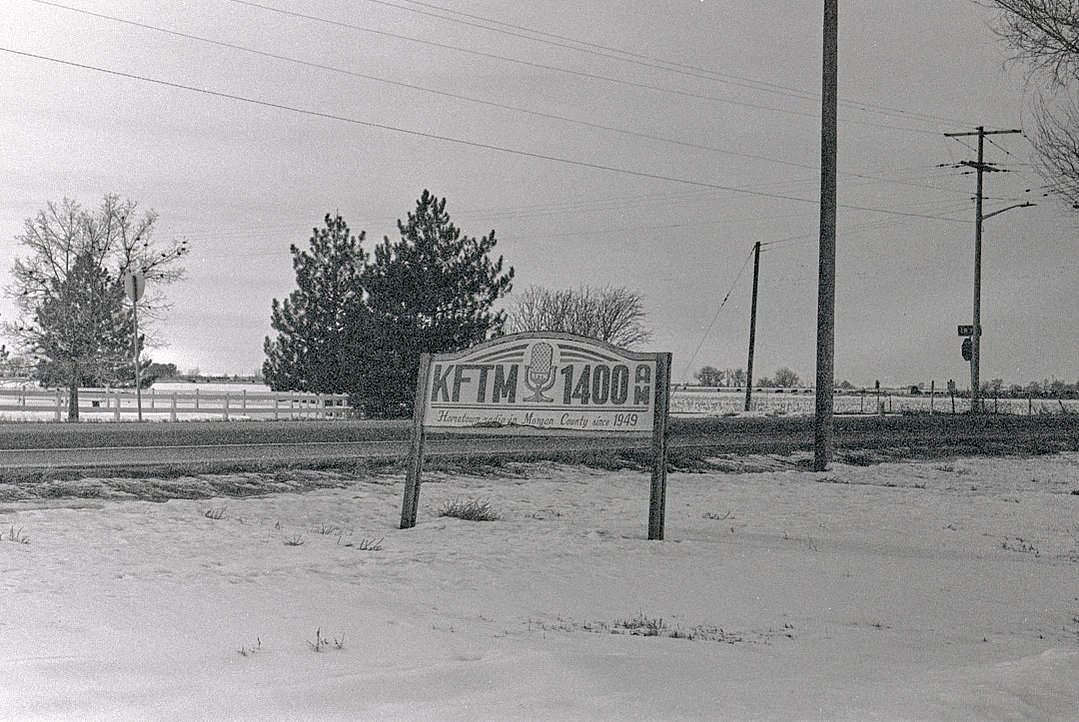 KFTM 1400 AM
Hometown radio in Morgan County since 1949